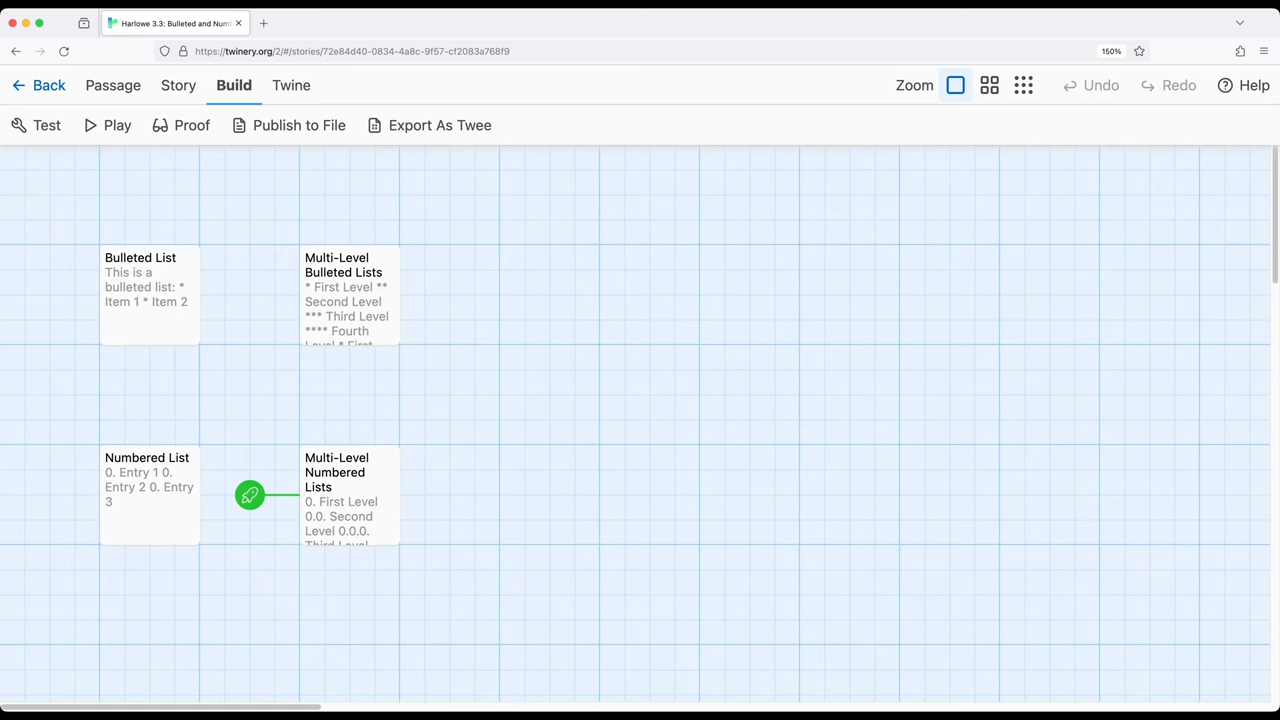 Harlowe 3.3: Bulleted and Num
https://twinery.org/2/#/stories/72e84d40-0834-4a8c-9f57-cf2083a768f9
150%
Back
Passage
Story
Build
Twine
Zoom
Undo
Redo
Help
Test
Play
Proof
Publish to File
Export As Twee
Bulleted List
This is a
bulleted list: *
Item 1 * Item 2
Multi-Level
Bulleted Lists
* First Level **
Second Level
*** Third Level
**** Fourth
Level * First
Numbered List
0. Entry 1 0.
Entry 2 0. Entry
3
Multi-Level
Numbered
Lists
0. First Level
0.0. Second
Level 0.0.0.
Third Level